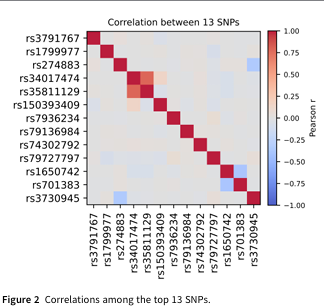 Correlation between 13 SNPs
rs3791767
rs1799977
rs274883
rs34017474
rs35811129
rs150393409
rs7936234
rs79136984
rs74302792
rs79727797
rs1650742
rs701383
rs3730945
rs3791767
rs1799977
rs274883
rs34017474
rs35811129
rs150393409
rs7936234
rs79136984
rs74302792
rs79727797
rs1650742
rs701383
rs3730945
1.00
0.75
0.50
0.25
0.00
−0.25
−0.50
−0.75
−1.00
Pearson r
Figure 2 Correlations among the top 13 SNPs.